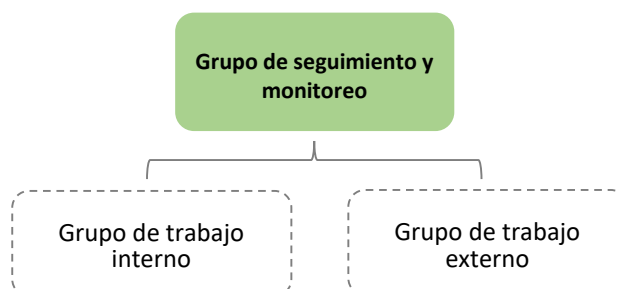 Grupo de seguimiento y
monitoreo
Grupo de trabajo
interno
Grupo de trabajo
externo